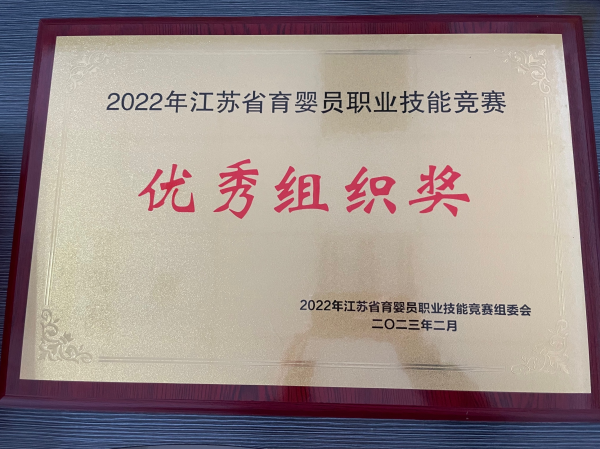 2022年江苏省育婴员职业技能竞赛
优秀组织奖
2022年江苏省育婴员职业技能竞赛组委会
二〇二三年二月